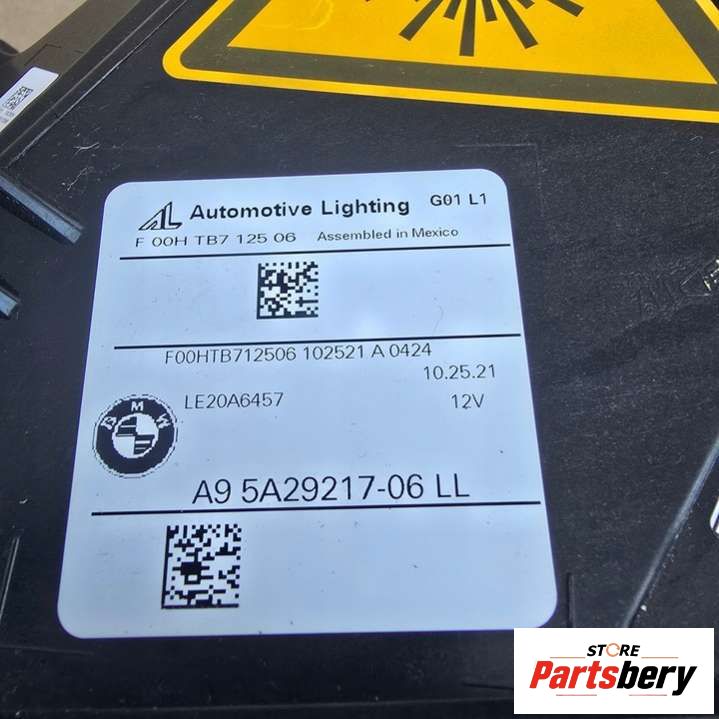 Automotive Lighting G01 L1
F 00H TB7 125 06 Assembled in Mexico
F00HTB712506 102521 A 0424
10.25.21
LE20A6457 12V
BMW
A9 5A29217-06 LL
STORE
Partsbery